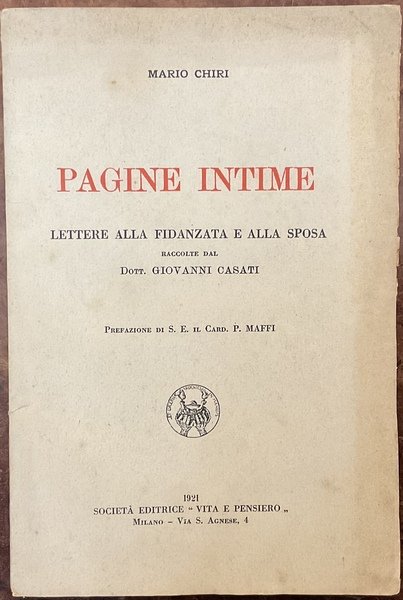 MARIO CHIRI
PAGINE INTIME
LETTERE ALLA FIDANZATA E ALLA SPOSA
RACCOLTE DAL
DOTT. GIOVANNI CASATI
PREFAZIONE DI S. E. IL CARD. P. MAFFI
1921
SOCIETÀ EDITRICE “ VITA E PENSIERO „
MILANO – VIA S. AGNESE, 4